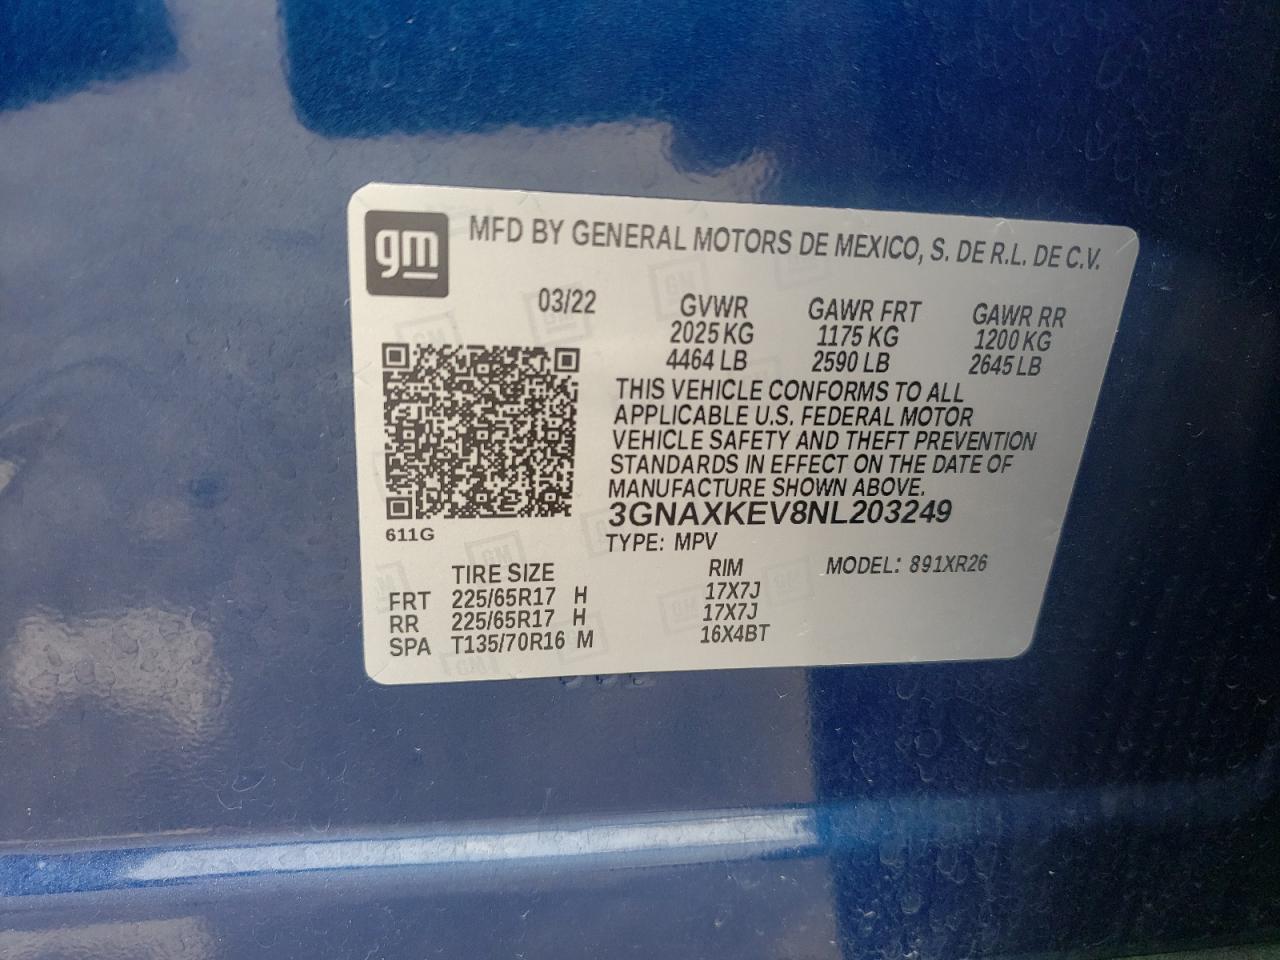 gm
MFD BY GENERAL MOTORS DE MEXICO, S. DE R.L. DE C.V.
03/22 GVWR GAWR FRT GAWR RR
2025 KG 1175 KG 1200 KG
4464 LB 2590 LB 2645 LB
THIS VEHICLE CONFORMS TO ALL
APPLICABLE U.S. FEDERAL MOTOR
VEHICLE SAFETY AND THEFT PREVENTION
STANDARDS IN EFFECT ON THE DATE OF
MANUFACTURE SHOWN ABOVE.
3GNAXKEV8NL203249
611G
TYPE: MPV
TIRE SIZE RIM MODEL: 891XR26
FRT 225/65R17 H 17X7J
RR 225/65R17 H 17X7J
SPA T135/70R16 M 16X4BT